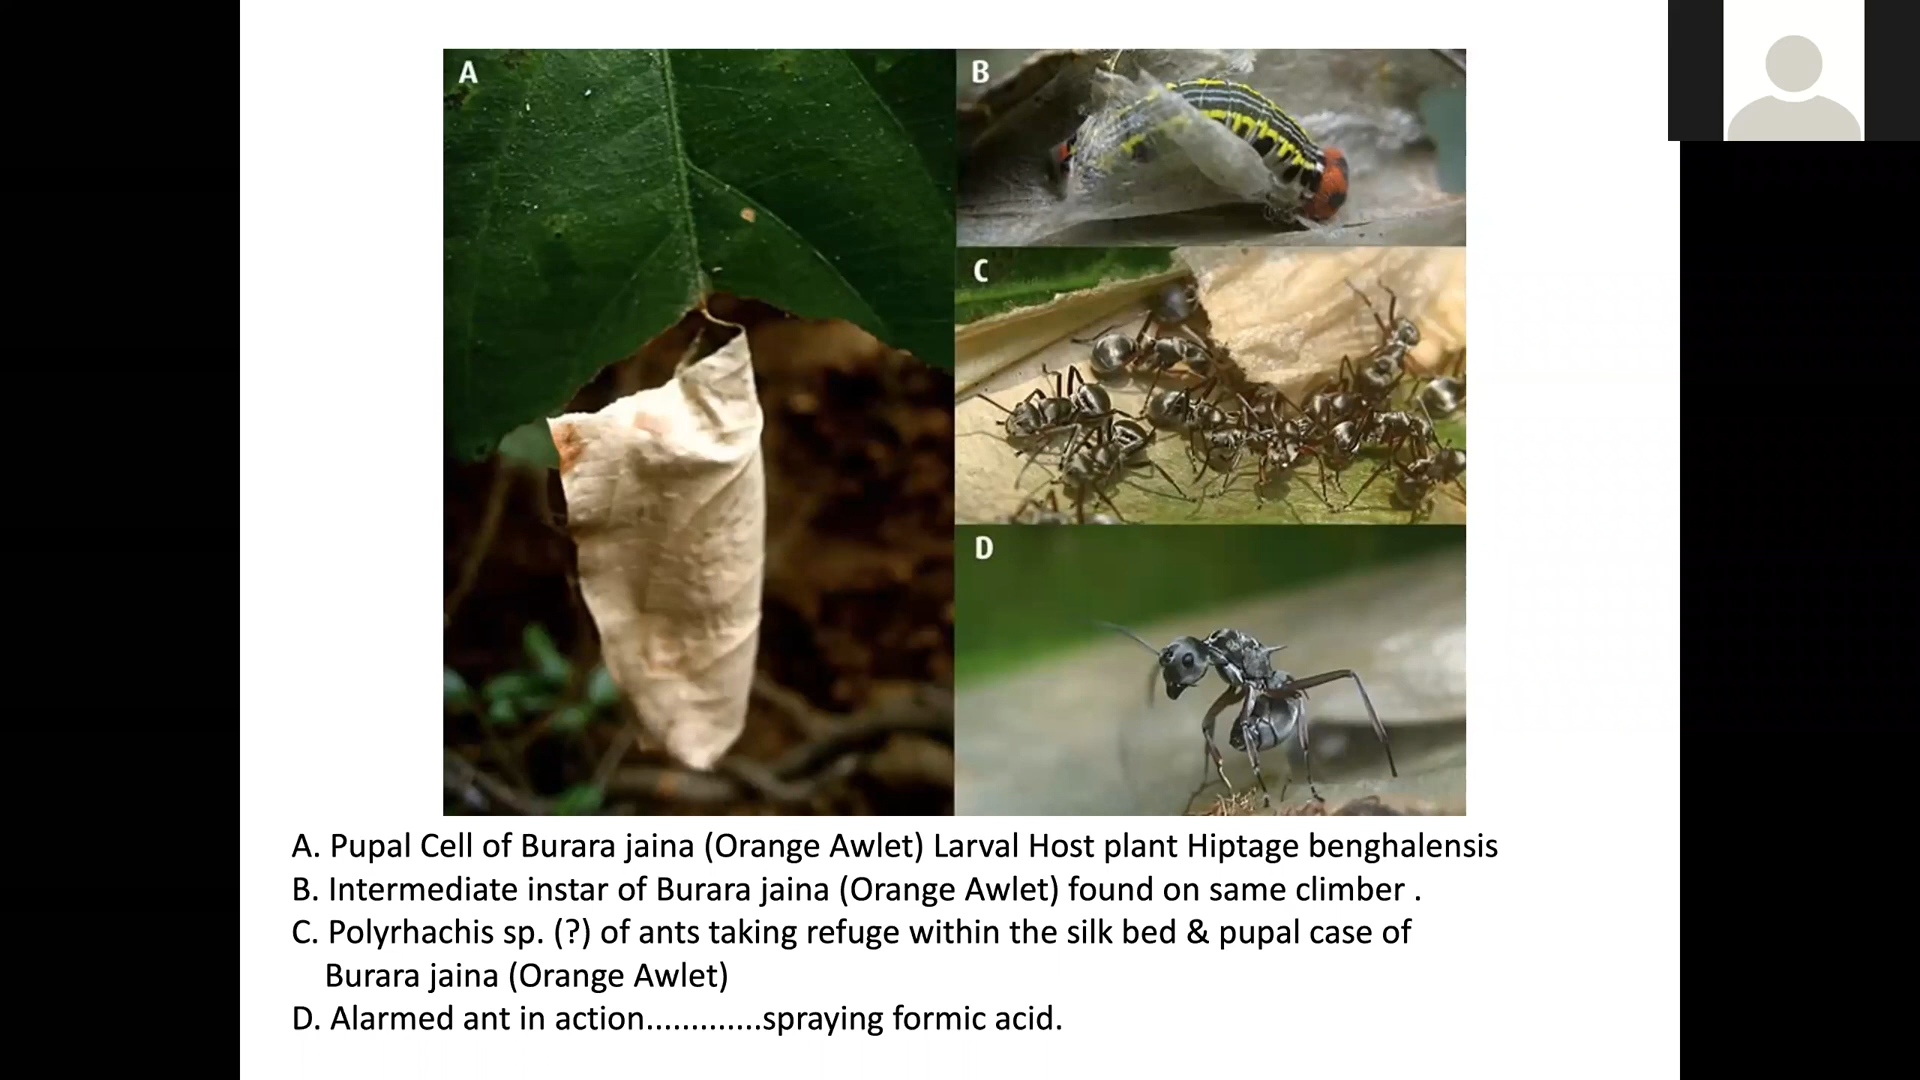 A
B
C
D
A. Pupal Cell of Burara jaina (Orange Awlet) Larval Host plant Hiptage benghalensis
B. Intermediate instar of Burara jaina (Orange Awlet) found on same climber .
C. Polyrhachis sp. (?) of ants taking refuge within the silk bed & pupal case of
Burara jaina (Orange Awlet)
D. Alarmed ant in action.............spraying formic acid.